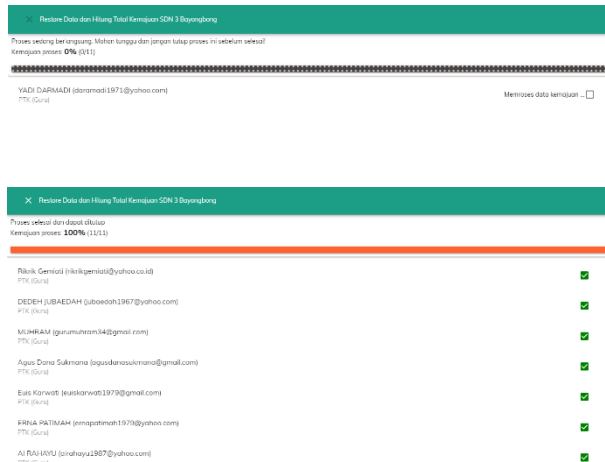 Restore Data dan Hitung Total Kemajuan SDN 3 Bayongbong
Proses sedang berlangsung, Mohon tunggu dan jangan tutup proses ini sebelum selesai!
Kemajuan proses: 0% (0/11)
YADI DARMADI (daramadi1971@yahoo.com)
Memroses data kemajuan ...
PTK (Guru)
Restore Data dan Hitung Total Kemajuan SDN 3 Bayongbong
Proses selesai dan dapat ditutup
Kemajuan proses: 100% (11/11)
Rikrik Gemiati (rikrikgemiati@yahoo.co.id)
PTK (Guru)
DEDEH JUBAEDAH (jubaedah1967@yahoo.com)
PTK (Guru)
MUHRAM (gurumuhram34@gmail.com)
PTK (Guru)
Agus Dana Sukmana (agusdanasukmana@gmail.com)
PTK (Guru)
Euis Karwati (euiskarwati1979@gmail.com)
PTK (Guru)
ERNA PATIMAH (ernapatimah1979@yahoo.com)
PTK (Guru)
AI RAHAYU (airahayu1987@yahoo.com)